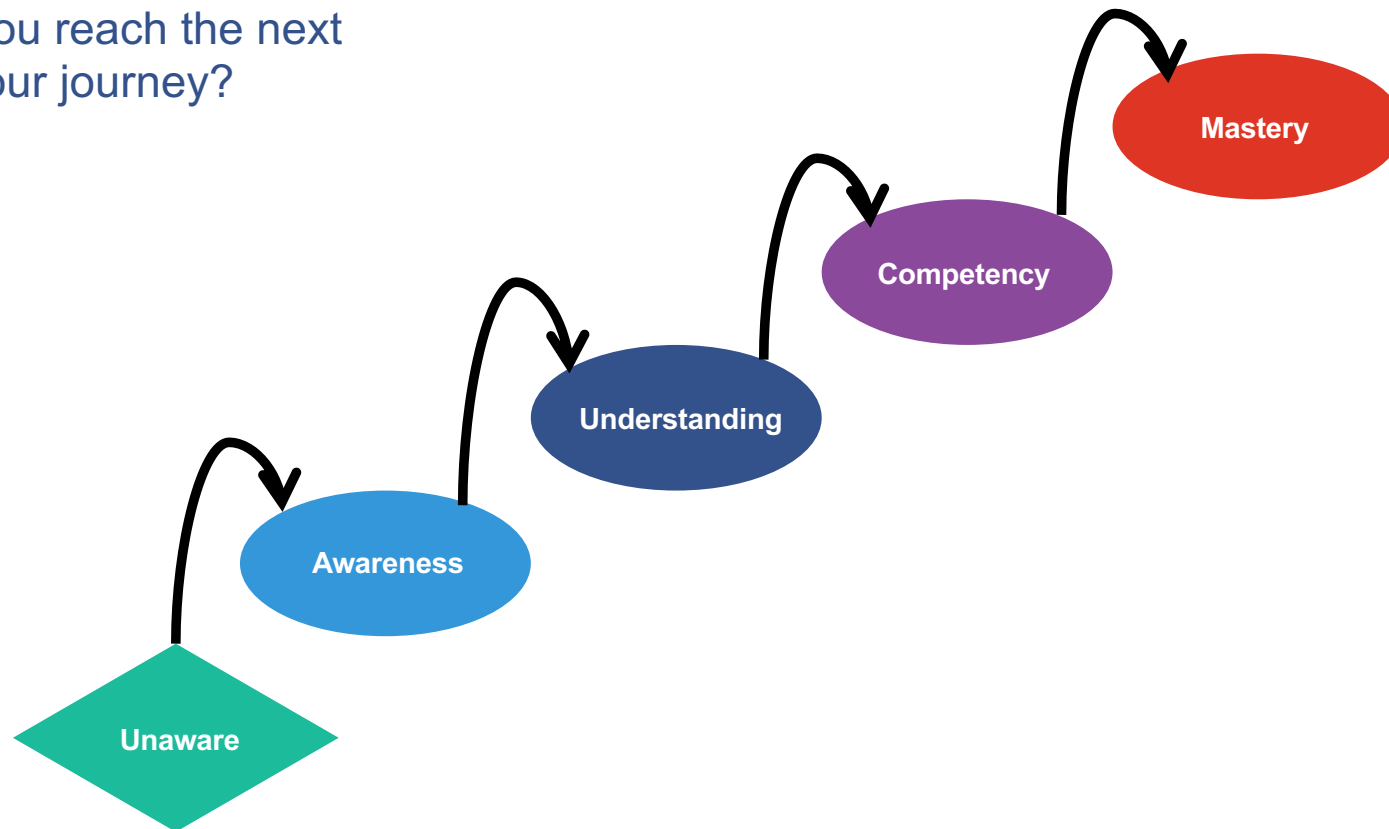 ou reach the next
our journey?
Mastery
Competency
Understanding
Awareness
Unaware